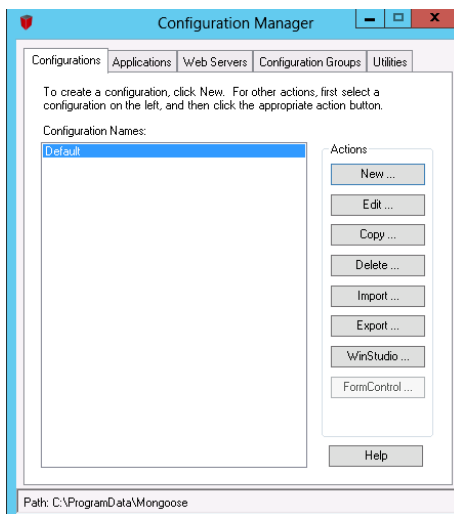 Configuration Manager
Configurations Applications Web Servers Configuration Groups Utilities
To create a configuration, click New. For other actions, first select a
configuration on the left, and then click the appropriate action button.
Configuration Names:
Default
Actions
New ...
Edit ...
Copy ...
Delete ...
Import ...
Export ...
WinStudio ...
FormControl ...
Help
Path: C:\ProgramData\Mongoose